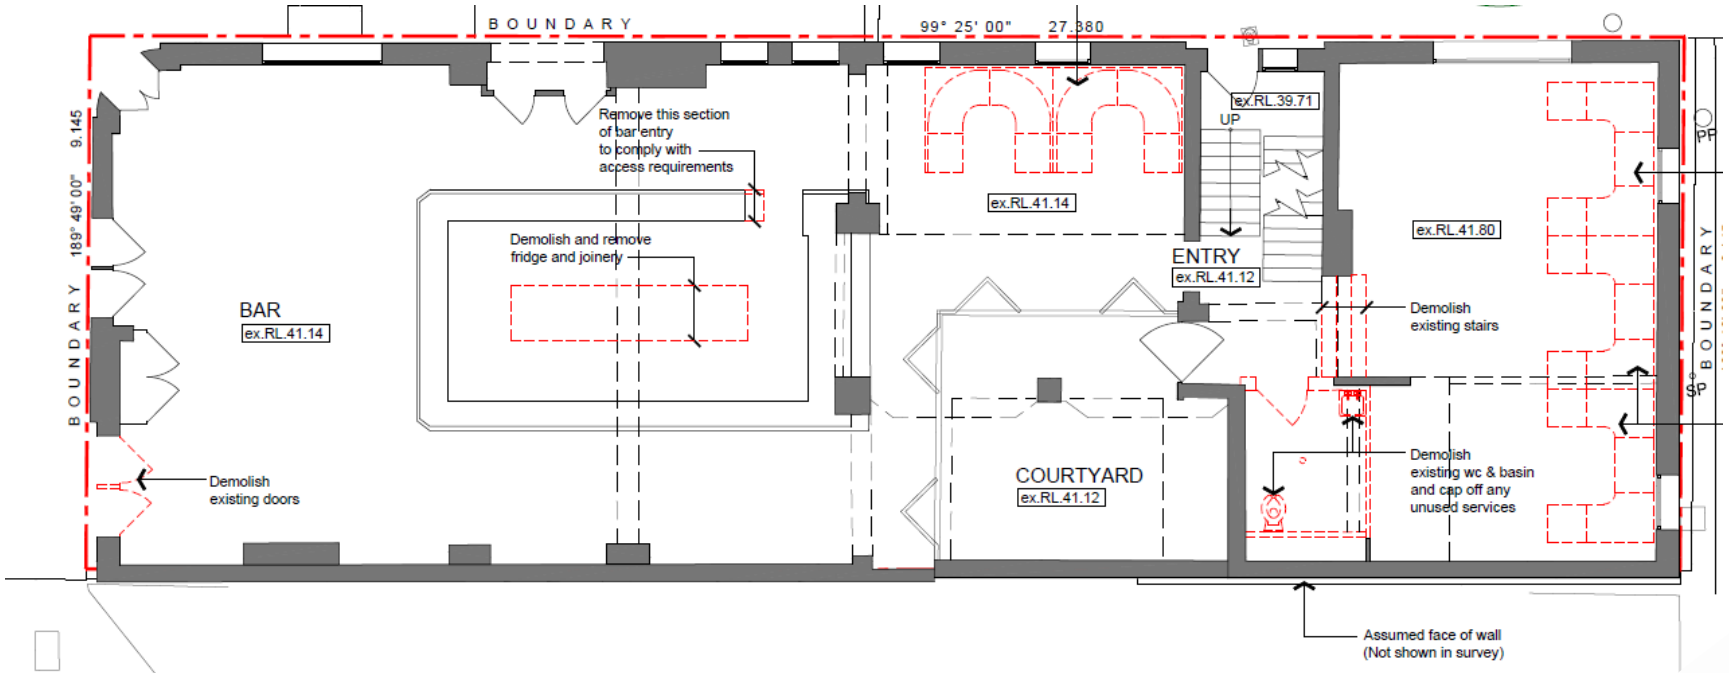 BOUNDARY
99° 25' 00"
27.380
9.145
189° 49' 00"
BOUNDARY
Remove this section
of bar entry
to comply with
access requirements
ex.RL.39.71
UP
PP
ex.RL.41.14
ex.RL.41.80
Demolish and remove
fridge and joinery
ENTRY
ex.RL.41.12
BAR
ex.RL.41.14
Demolish
existing stairs
BOUNDARY
SP
COURTYARD
ex.RL.41.12
Demolish
existing doors
Demolish
existing wc & basin
and cap off any
unused services
Assumed face of wall
(Not shown in survey)